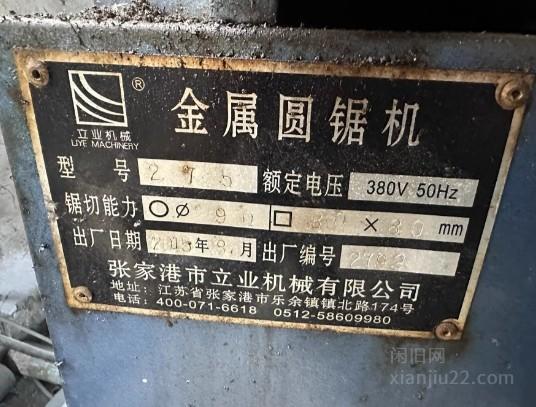 ®
立业机械
LIYE MACHINERY
金属圆锯机
型号 275 额定电压 380V 50Hz
锯切能力 ○ ø 90 □ × 80 mm
出厂日期 年 月 出厂编号
张家港市立业机械有限公司
地址：江苏省张家港市乐余镇镇北路174号
电话：400-071-6618 0512-58609980
闲旧网
xianjiu22.com